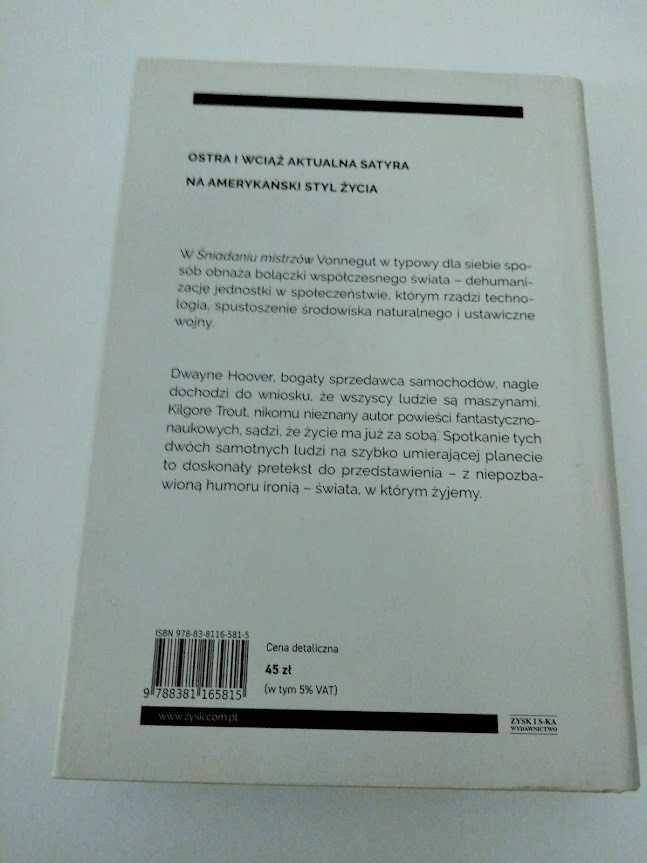 OSTRA I WCIĄŻ AKTUALNA SATYRA
NA AMERYKAŃSKI STYL ŻYCIA
W Śniadaniu mistrzów Vonnegut w typowy dla siebie spo-
sób obnaża bolączki współczesnego świata – dehumani-
zację jednostki w społeczeństwie, którym rządzi techno-
logia, spustoszenie środowiska naturalnego i ustawiczne
wojny.
Dwayne Hoover, bogaty sprzedawca samochodów, nagle
dochodzi do wniosku, że wszyscy ludzie są maszynami.
Kilgore Trout, nikomu nieznany autor powieści fantastyczno-
naukowych, sądzi, że życie ma już za sobą. Spotkanie tych
dwóch samotnych ludzi na szybko umierającej planecie
to doskonały pretekst do przedstawienia – z niepozba-
wioną humoru ironią – świata, w którym żyjemy.
ISBN 978-83-8116-581-5
9 788381 165815
Cena detaliczna
45 zł
(w tym 5% VAT)
www.zysk.com.pl
ZYSK I S-KA
WYDAWNICTWO